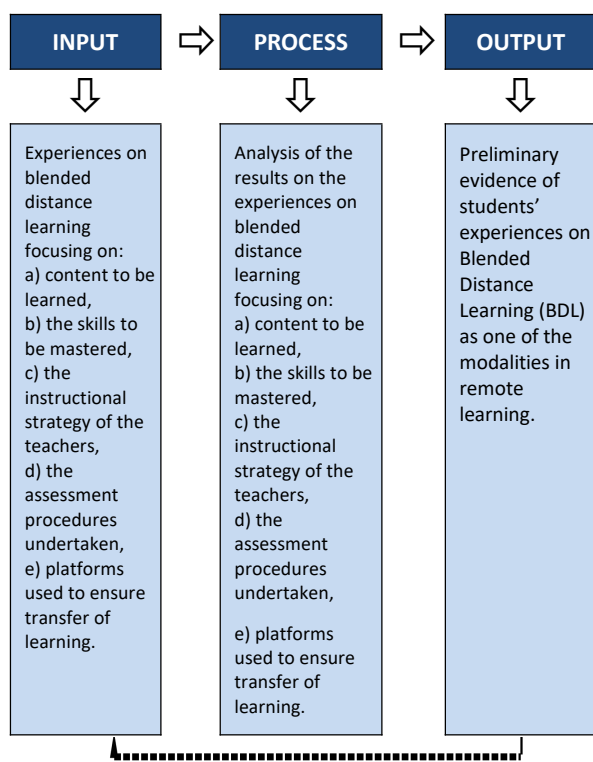 INPUT
PROCESS
OUTPUT
Experiences on
blended
distance
learning
focusing on:
a) content to be
learned,
b) the skills to
be mastered,
c) the
instructional
strategy of the
teachers,
d) the
assessment
procedures
undertaken,
e) platforms
used to ensure
transfer of
learning.
Analysis of the
results on the
experiences on
blended
distance
learning
focusing on:
a) content to be
learned,
b) the skills to be
mastered,
c) the
instructional
strategy of the
teachers,
d) the
assessment
procedures
undertaken,
e) platforms
used to ensure
transfer of
learning.
Preliminary
evidence of
students’
experiences on
Blended
Distance
Learning (BDL)
as one of the
modalities in
remote
learning.